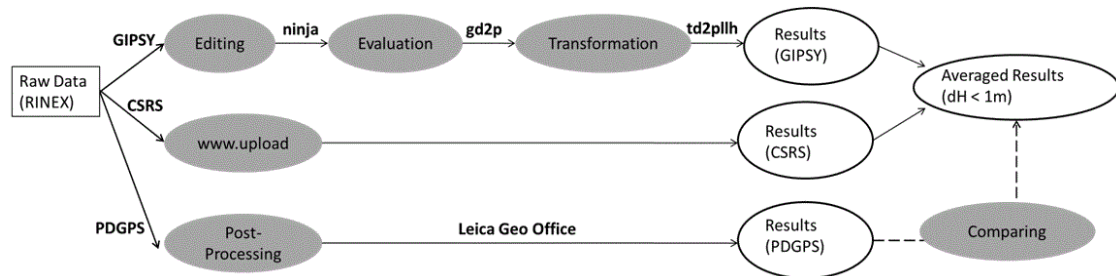 GIPSY
Editing
ninja
Evaluation
gd2p
Transformation
td2pllh
Results
(GIPSY)
Raw Data
(RINEX)
CSRS
www.upload
Results
(CSRS)
Averaged Results
(dH < 1m)
PDGPS
Post-
Processing
Leica Geo Office
Results
(PDGPS)
Comparing